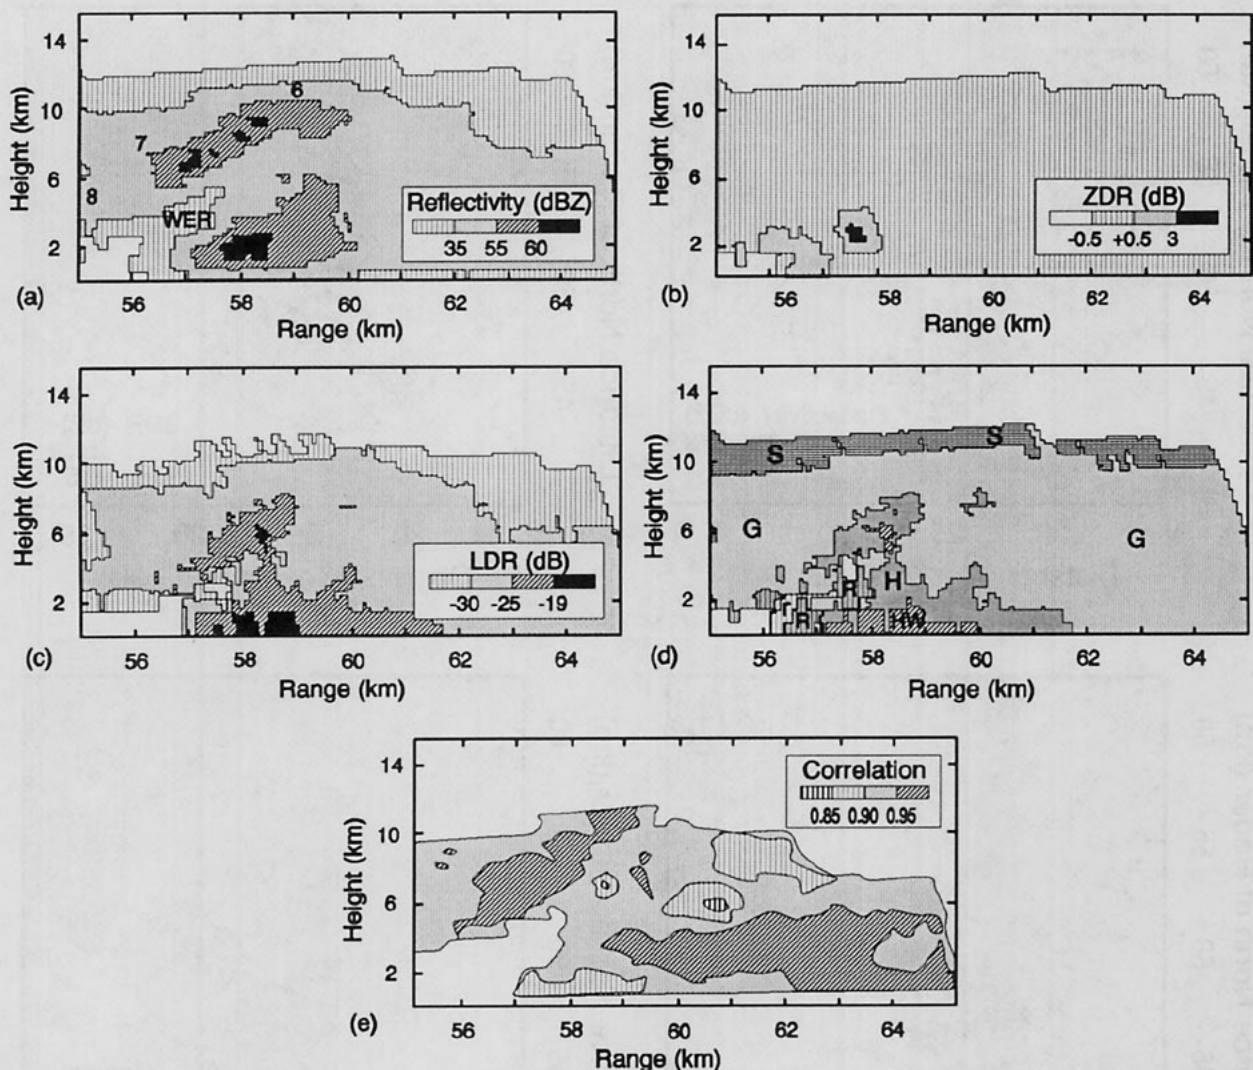 14
10
6
2
Height (km)
6
7
8
WER
Reflectivity (dBZ)
35 55 60
(a)
56 58 60 62 64
Range (km)
14
10
6
2
Height (km)
ZDR (dB)
-0.5 +0.5 3
(b)
56 58 60 62 64
Range (km)
14
10
6
2
Height (km)
LDR (dB)
-30 -25 -19
(c)
56 58 60 62 64
Range (km)
14
10
6
2
Height (km)
S S
G G
R H
R HW
(d)
56 58 60 62 64
Range (km)
14
10
6
2
Height (km)
Correlation
0.85 0.90 0.95
(e)
56 58 60 62 64
Range (km)